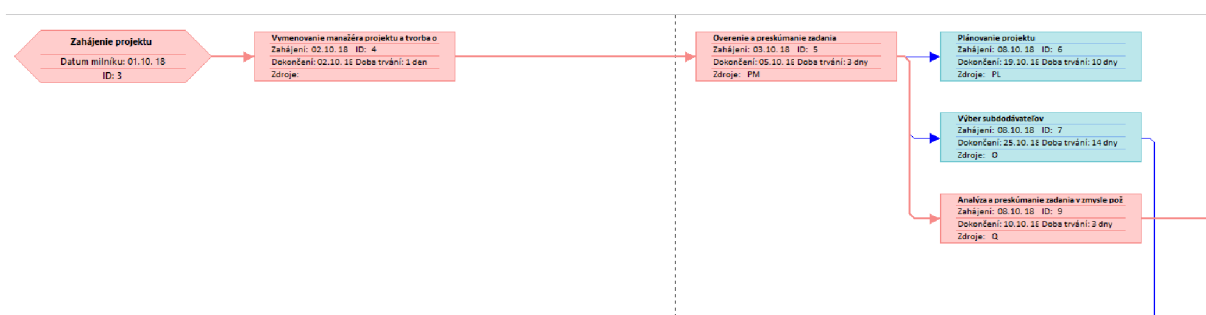 Zahájenie projektu
Datum milníku: 01.10. 18
ID: 3
Vymenovanie manažéra projektu a tvorba o
Zahájení: 02.10. 18 ID: 4
Dokončení: 02.10. 18 Doba trvání: 1 den
Zdroje:
Overenie a preskúmanie zadania
Zahájení: 03.10. 18 ID: 5
Dokončení: 05.10. 18 Doba trvání: 3 dny
Zdroje: PM
Plánovanie projektu
Zahájení: 08.10. 18 ID: 6
Dokončení: 19.10. 18 Doba trvání: 10 dny
Zdroje: PL
Výber subdodávateľov
Zahájení: 08.10. 18 ID: 7
Dokončení: 25.10. 18 Doba trvání: 14 dny
Zdroje: O
Analýza a preskúmanie zadania v zmysle pož
Zahájení: 08.10. 18 ID: 9
Dokončení: 10.10. 18 Doba trvání: 3 dny
Zdroje: Q